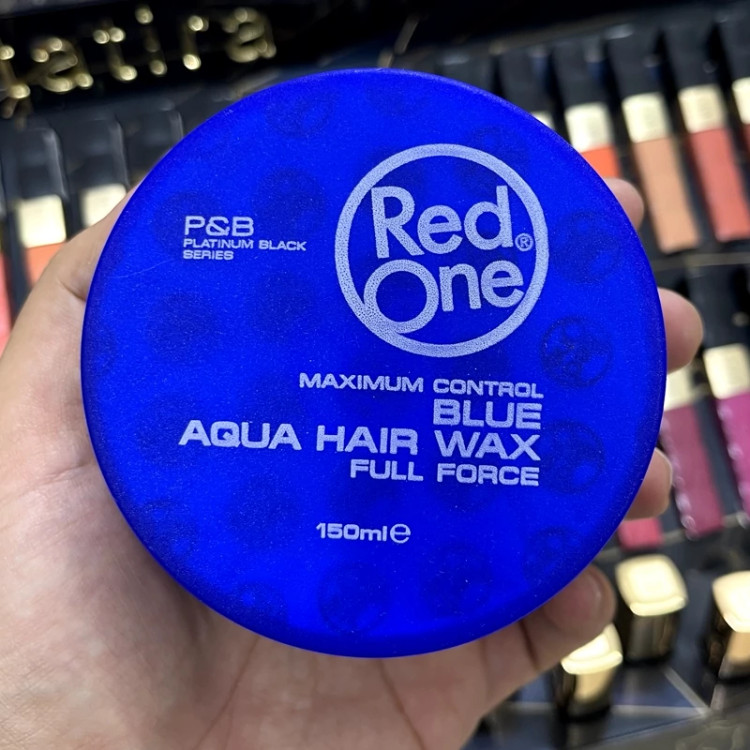 P&B
PLATINUM BLACK
SERIES
Red®
One
MAXIMUM CONTROL
BLUE
AQUA HAIR WAX
FULL FORCE
150ml e